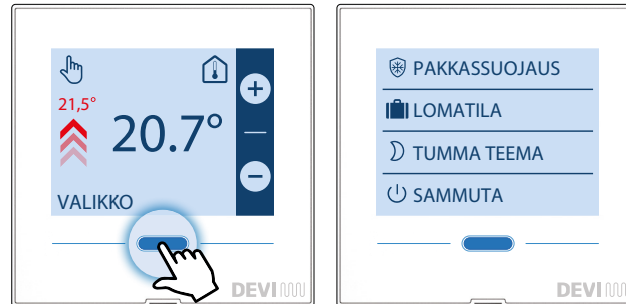 21,5°
20.7°
VALIKKO
DEVI
PAKKASSUOJAUS
LOMATILA
TUMMA TEEMA
SAMMUTA
DEVI